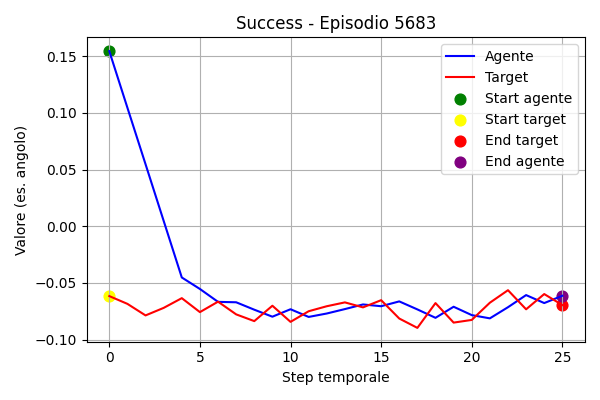 Success - Episodio 5683
Valore (es. angolo)
0.15
0.10
0.05
0.00
−0.05
−0.10
Agente
Target
Start agente
Start target
End target
End agente
0
5
10
15
20
25
Step temporale